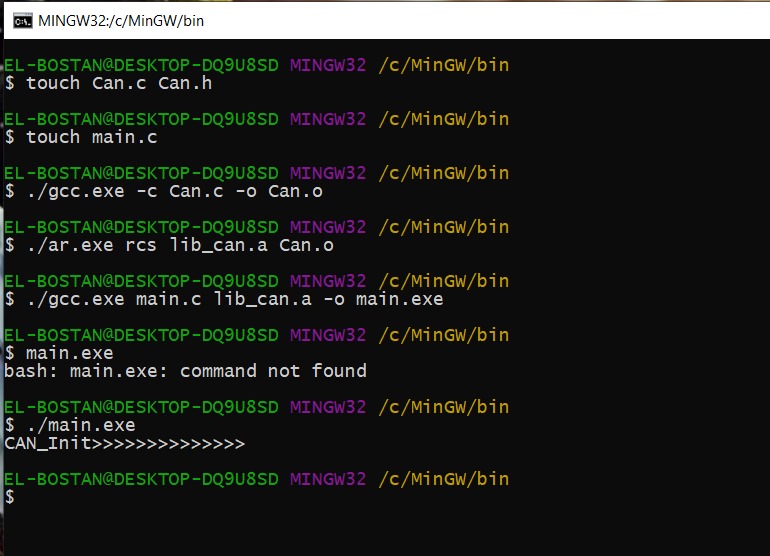 MINGW32:/c/MinGW/bin
EL-BOSTAN@DESKTOP-DQ9U8SD MINGW32 /c/MinGW/bin
$ touch Can.c Can.h
EL-BOSTAN@DESKTOP-DQ9U8SD MINGW32 /c/MinGW/bin
$ touch main.c
EL-BOSTAN@DESKTOP-DQ9U8SD MINGW32 /c/MinGW/bin
$ ./gcc.exe -c Can.c -o Can.o
EL-BOSTAN@DESKTOP-DQ9U8SD MINGW32 /c/MinGW/bin
$ ./ar.exe rcs lib_can.a Can.o
EL-BOSTAN@DESKTOP-DQ9U8SD MINGW32 /c/MinGW/bin
$ ./gcc.exe main.c lib_can.a -o main.exe
EL-BOSTAN@DESKTOP-DQ9U8SD MINGW32 /c/MinGW/bin
$ main.exe
bash: main.exe: command not found
EL-BOSTAN@DESKTOP-DQ9U8SD MINGW32 /c/MinGW/bin
$ ./main.exe
CAN_Init>>>>>>>>>>>>>>
EL-BOSTAN@DESKTOP-DQ9U8SD MINGW32 /c/MinGW/bin
$